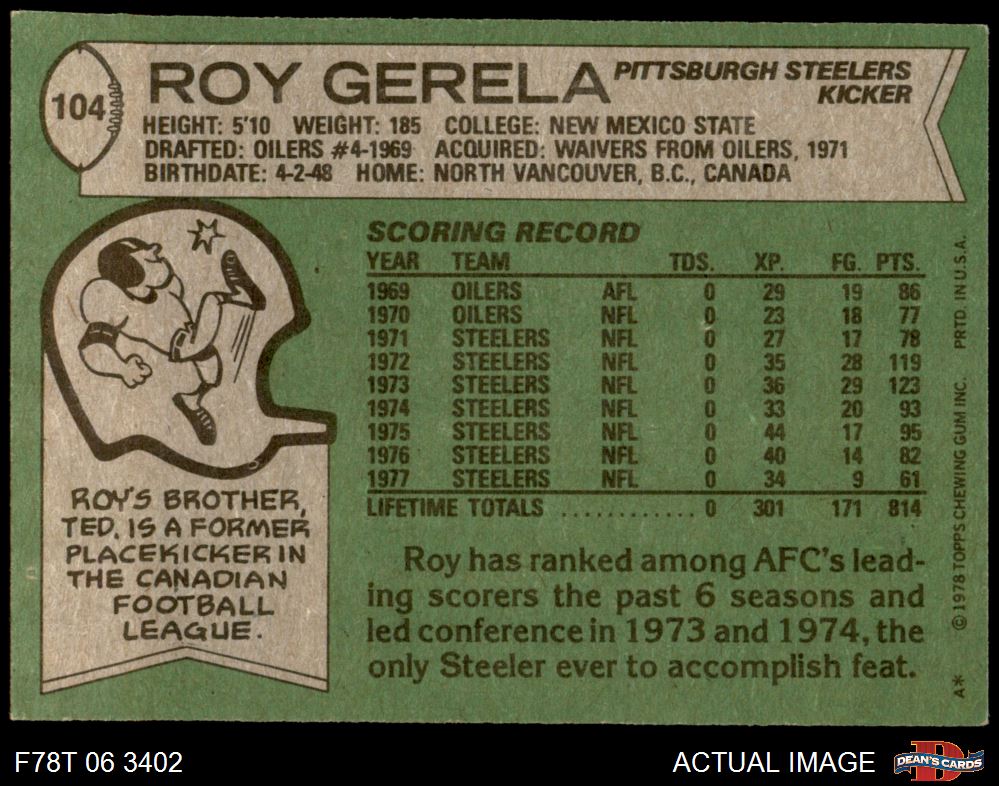 104
ROY GERELA
PITTSBURGH STEELERS
KICKER
HEIGHT: 5'10 WEIGHT: 185 COLLEGE: NEW MEXICO STATE
DRAFTED: OILERS #4-1969 ACQUIRED: WAIVERS FROM OILERS, 1971
BIRTHDATE: 4-2-48 HOME: NORTH VANCOUVER, B.C., CANADA
SCORING RECORD
YEAR TEAM TDS. XP. FG. PTS.
1969 OILERS AFL 0 29 19 86
1970 OILERS NFL 0 23 18 77
1971 STEELERS NFL 0 27 17 78
1972 STEELERS NFL 0 35 28 119
1973 STEELERS NFL 0 36 29 123
1974 STEELERS NFL 0 33 20 93
1975 STEELERS NFL 0 44 17 95
1976 STEELERS NFL 0 40 14 82
1977 STEELERS NFL 0 34 9 61
LIFETIME TOTALS ............ 0 301 171 814
ROY'S BROTHER,
TED, IS A FORMER
PLACEKICKER IN
THE CANADIAN
FOOTBALL
LEAGUE.
Roy has ranked among AFC's lead-
ing scorers the past 6 seasons and
led conference in 1973 and 1974, the
only Steeler ever to accomplish feat.
A* ©1978 TOPPS CHEWING GUM INC. PRTD. IN U.S.A.
F78T 06 3402
ACTUAL IMAGE
DEAN'S CARDS